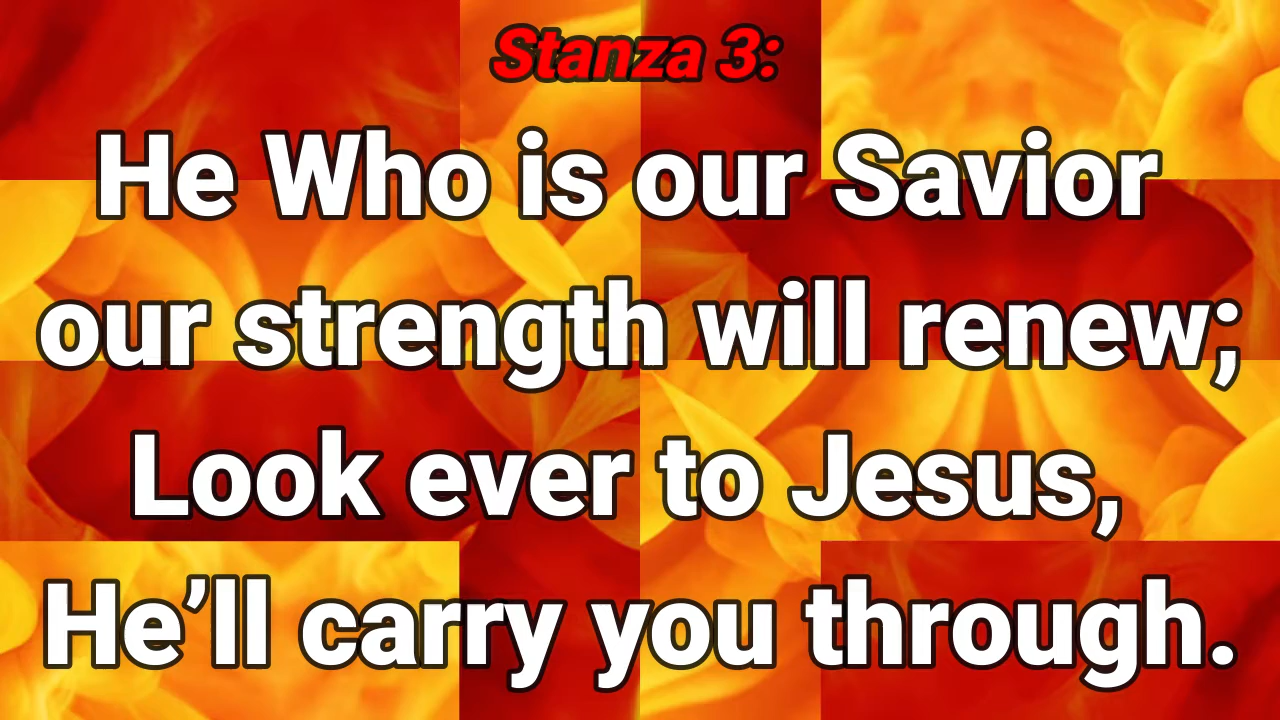 Stanza 3:
He Who is our Savior
our strength will renew;
Look ever to Jesus,
He’ll carry you through.